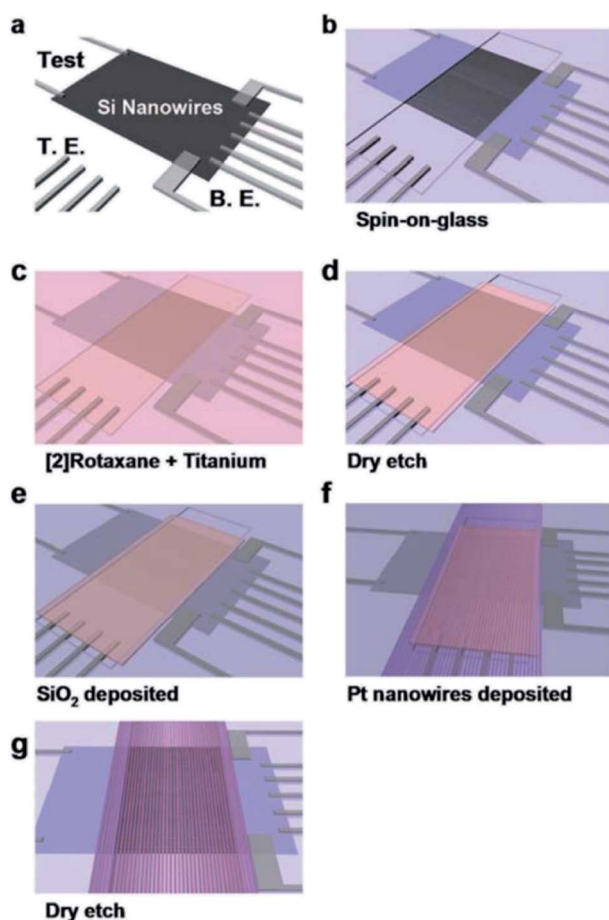 a
Test
Si Nanowires
T. E.
B. E.
b
Spin-on-glass
c
[2]Rotaxane + Titanium
d
Dry etch
e
SiO₂ deposited
f
Pt nanowires deposited
g
Dry etch